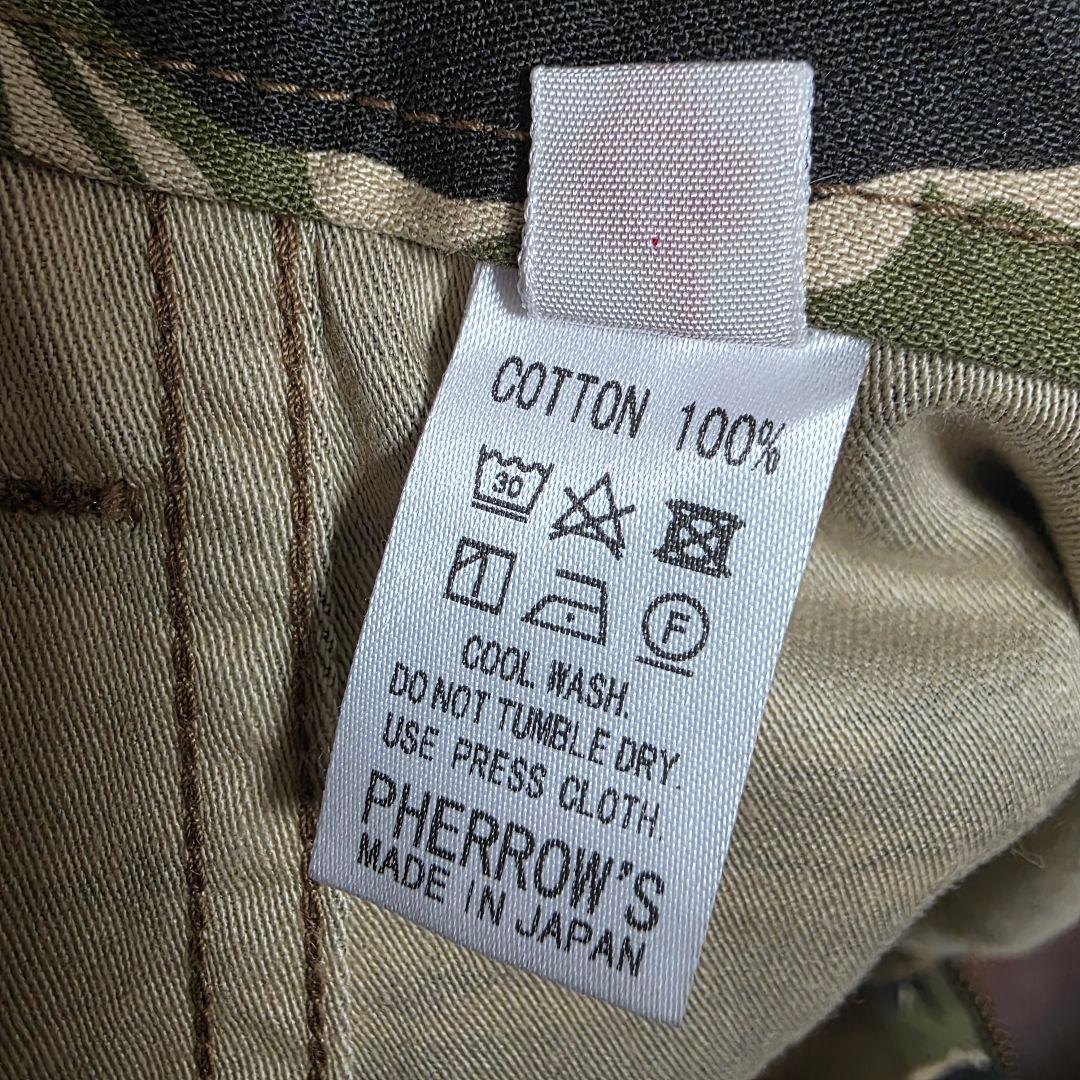 COTTON 100%
30
F
COOL WASH.
DO NOT TUMBLE DRY.
USE PRESS CLOTH.
PHERROW'S
MADE IN JAPAN